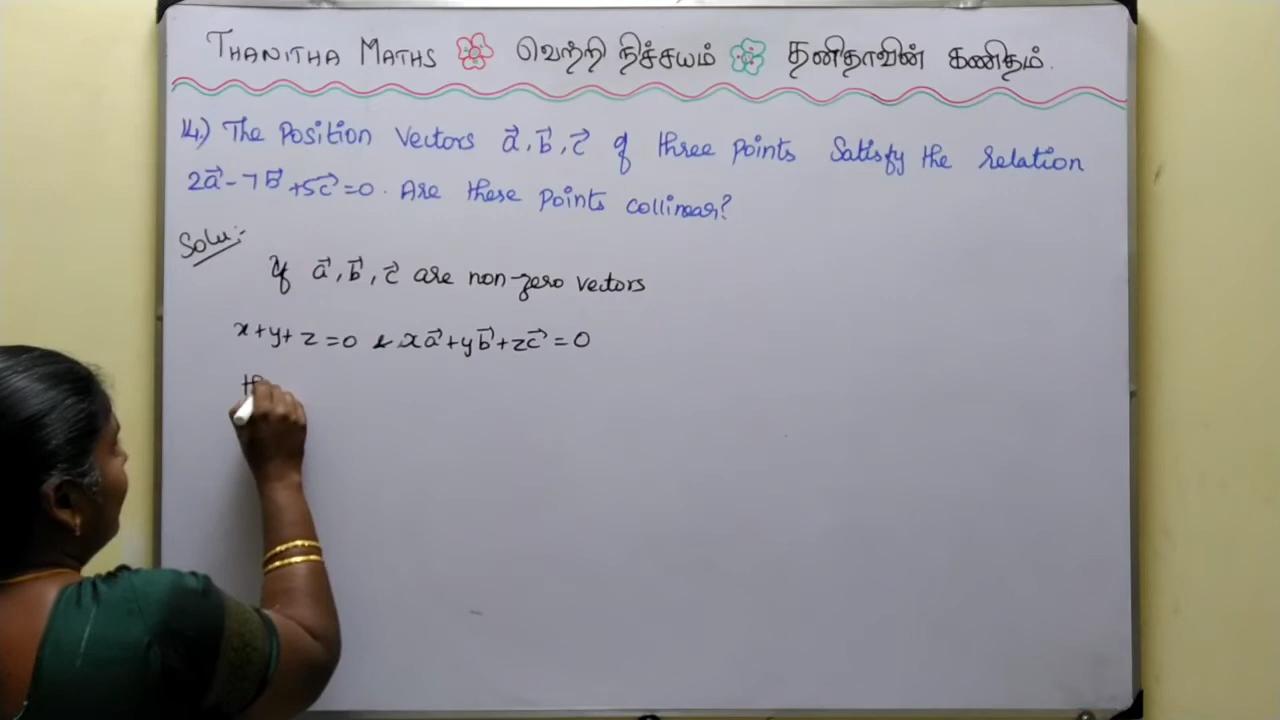 THANITHA MATHS வெற்றி நிச்சயம் தனிதாவின் கணிதம்.
14.) The Position Vectors a⃗, b⃗, c⃗ of three points Satisfy the relation
2a⃗ - 7b⃗ + 5c⃗ = 0. Are these points collinear?
Solu:-
If a⃗, b⃗, c⃗ are non-zero vectors
x+y+z=0 & xa⃗+yb⃗+zc⃗=0